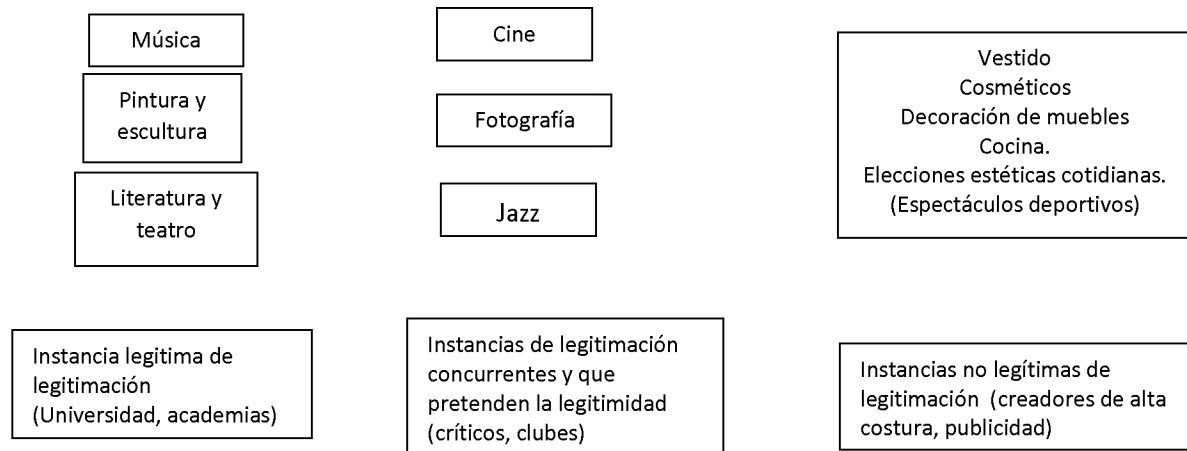 Música
Pintura y
escultura
Literatura y
teatro
Cine
Fotografía
Jazz
Vestido
Cosméticos
Decoración de muebles
Cocina.
Elecciones estéticas cotidianas.
(Espectáculos deportivos)
Instancia legitima de
legitimación
(Universidad, academias)
Instancias de legitimación
concurrentes y que
pretenden la legitimidad
(críticos, clubes)
Instancias no legítimas de
legitimación (creadores de alta
costura, publicidad)